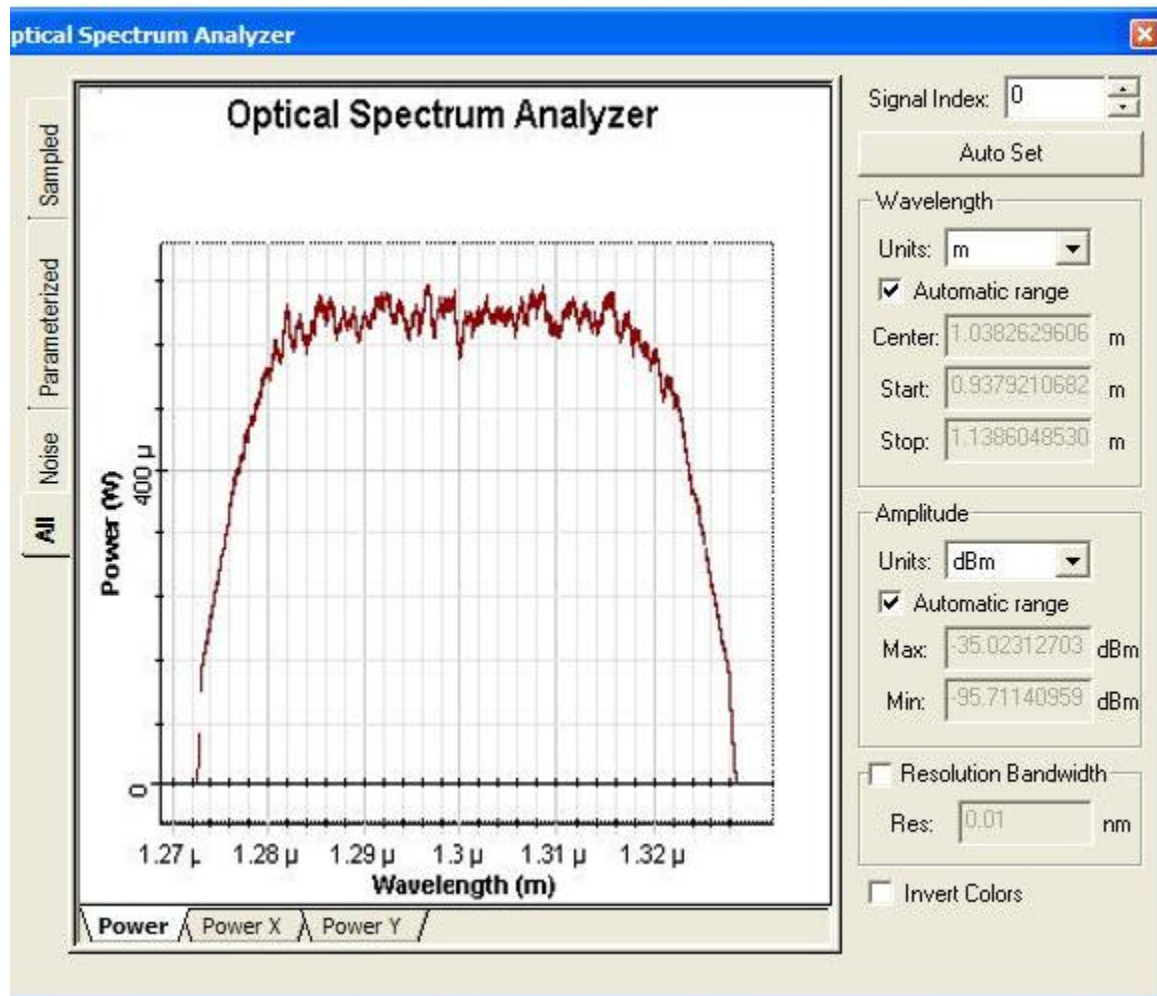 ptical Spectrum Analyzer
Optical Spectrum Analyzer
Sampled
Parameterized
Noise
All
Power (W)
400 µ
0
1.27 µ 1.28 µ 1.29 µ 1.3 µ 1.31 µ 1.32 µ
Wavelength (m)
Power Power X Power Y
Signal Index: 0
Auto Set
Wavelength
Units: m
Automatic range
Center: 1.0382629606 m
Start: 0.9379210682 m
Stop: 1.1386048530 m
Amplitude
Units: dBm
Automatic range
Max: -35.02312703 dBm
Min: -95.71140959 dBm
Resolution Bandwidth
Res: 0.01 nm
Invert Colors